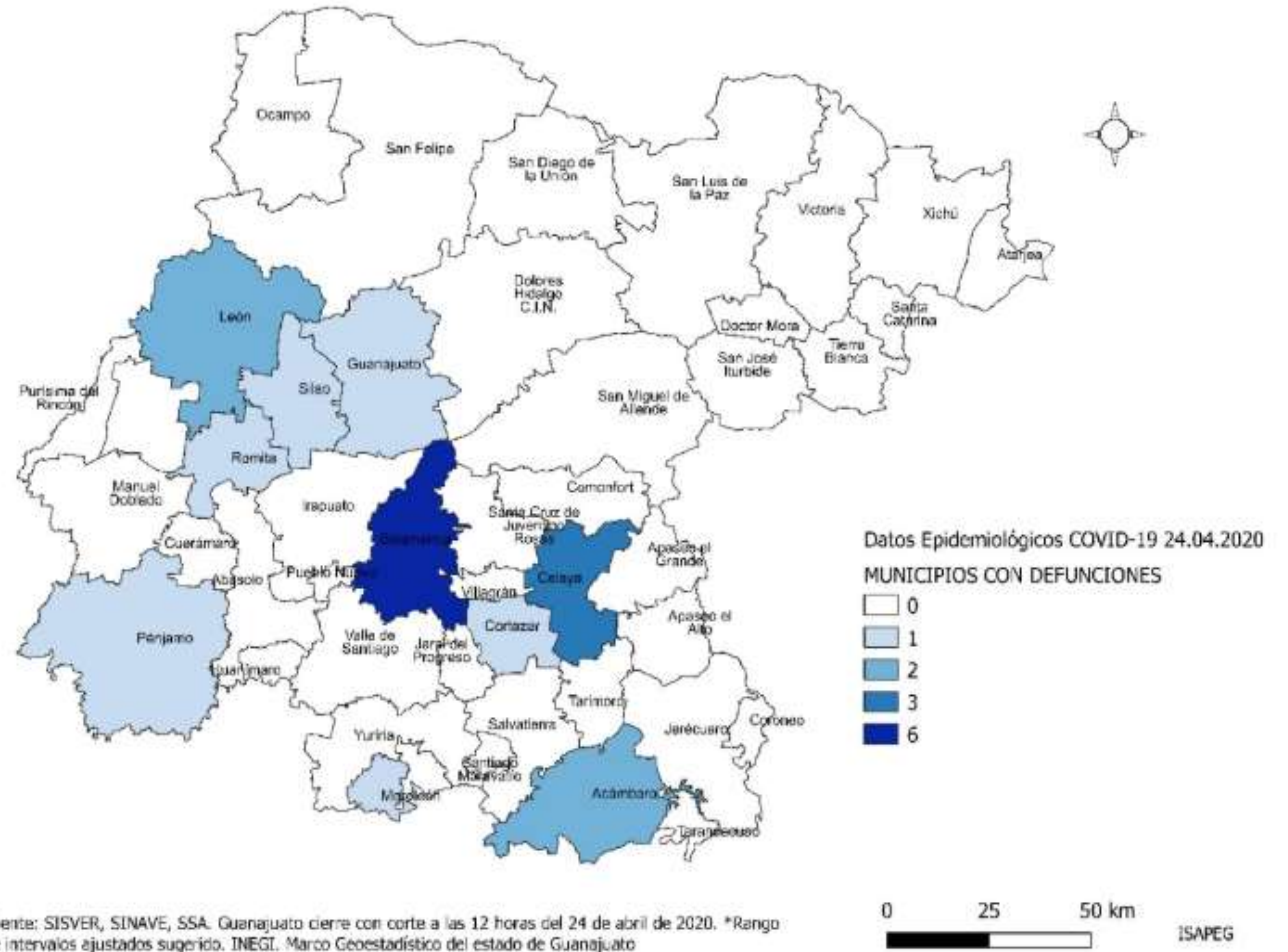 Ocampo
San Felipe
San Diego de
la Unión
San Luis de
la Paz
Victoria
Xichú
Atarjea
Dolores
Hidalgo
C.I.N.
Santa
Catarina
León
Doctor Mora
Tierra
Blanca
San José
Iturbide
Guanajuato
Silao
Purísima del
Rincón
San Miguel de
Allende
Romita
Manuel
Doblado
Irapuato
Comonfort
Santa Cruz de
Juventino
Rosas
Salamanca
Cuerámaro
Apaseo el
Grande
Abasolo
Pueblo Nuevo
Celaya
Villagrán
Cortazar
Apaseo el
Alto
Pénjamo
Valle de
Santiago
Jaral del
Progreso
Huanímaro
Tarimoro
Salvatierra
Jerécuaro
Coroneo
Yuriria
Santiago
Maravatío
Moroleón
Acámbaro
Tarandacuao
Datos Epidemiológicos COVID-19 24.04.2020
MUNICIPIOS CON DEFUNCIONES
0
1
2
3
6
ente: SISVER, SINAVE, SSA. Guanajuato cierre con corte a las 12 horas del 24 de abril de 2020. *Rango
e intervalos ajustados sugerido. INEGI. Marco Geoestadístico del estado de Guanajuato
0 25 50 km
ISAPEG